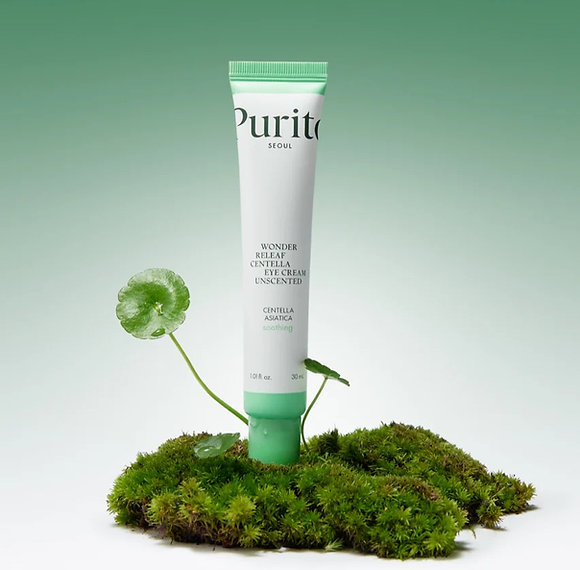 Purito
SEOUL
WONDER
RELEAF
CENTELLA
EYE CREAM
UNSCENTED
CENTELLA
ASIATICA
soothing
1.01 fl oz. 30 mL